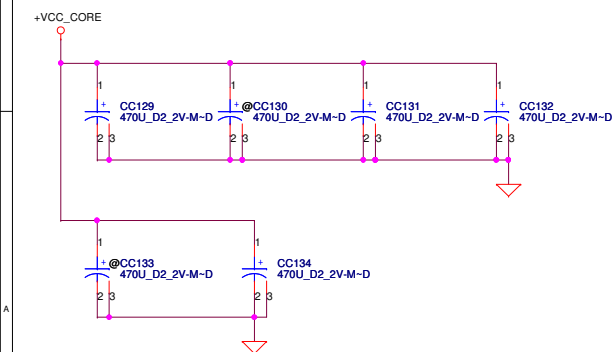 +VCC_CORE
1 1 1 1
+ CC129 + @CC130 + CC131 + CC132
470U_D2_2V-M~D 470U_D2_2V-M~D 470U_D2_2V-M~D 470U_D2_2V-M~D
2 3 2 3 2 3 2 3
1 1
+ @CC133 + CC134
470U_D2_2V-M~D 470U_D2_2V-M~D
2 3 2 3
A